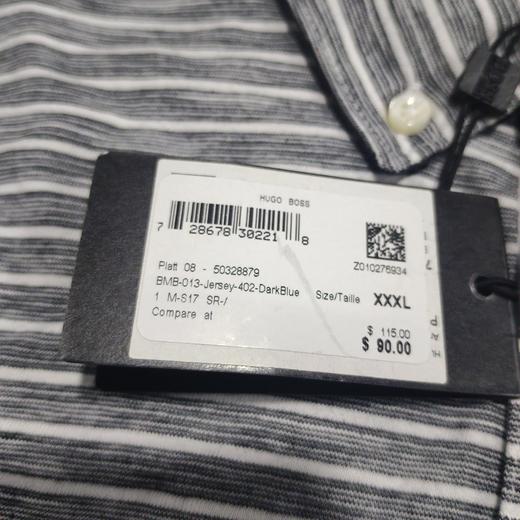 HUGO BOSS
7 28678 30221 8
Z010276934
Platt 08 - 50328879
BMB-013-Jersey-402-DarkBlue Size/Taille XXXL
1 M-S17 SR-/
Compare at
$ 115.00
$ 90.00